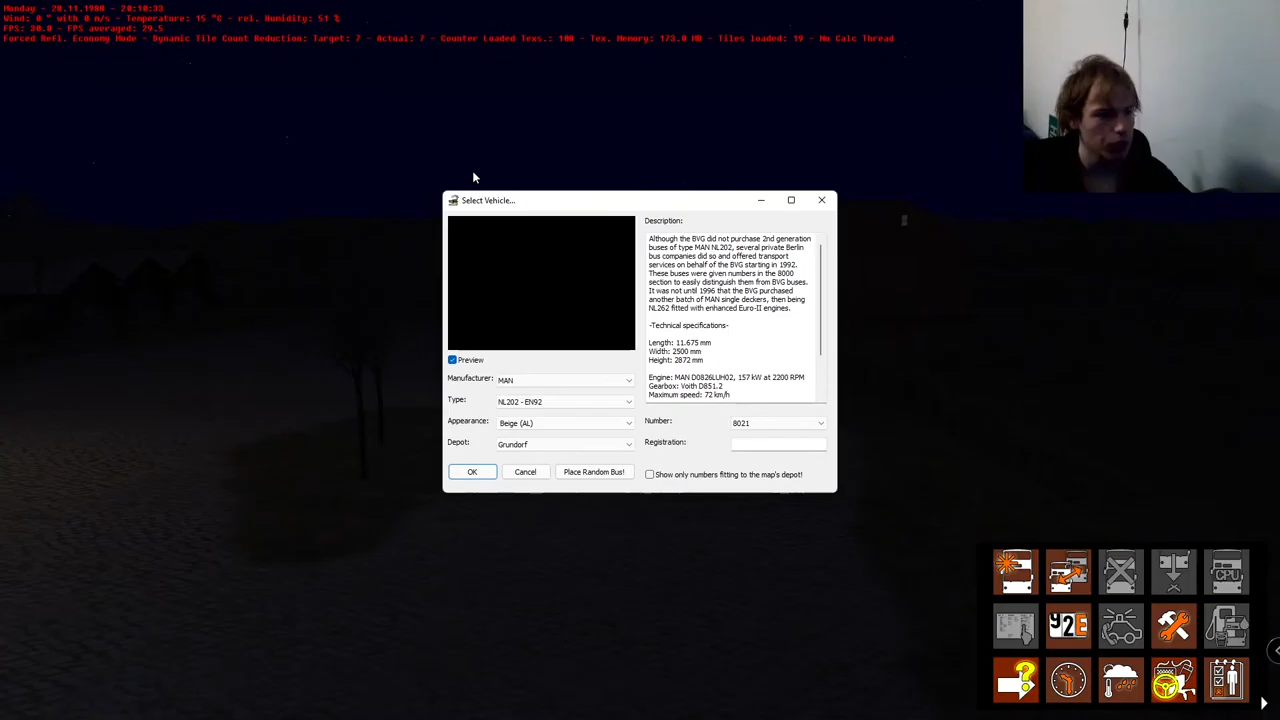 Monday - 28.11.1988 - 20:10:33
Wind: 0 ° with 0 m/s - Temperature: 15 °C - rel. Humidity: 51 %
FPS: 30.0 - FPS averaged: 29.5
Forced Refl. Economy Mode - Dynamic Tile Count Reduction: Target: 7 - Actual: 7 - Counter Loaded Texs.: 100 - Tex. Memory: 173.0 MB - Tiles loaded: 19 - No Calc Thread
Select Vehicle...
Description:
Although the BVG did not purchase 2nd generation
buses of type MAN NL202, several private Berlin
bus companies did so and offered transport
services on behalf of the BVG starting in 1992.
These buses were given numbers in the 8000
section to easily distinguish them from BVG buses.
It was not until 1996 that the BVG purchased
another batch of MAN single deckers, then being
NL262 fitted with enhanced Euro-II engines.
-Technical specifications-
Length: 11.675 mm
Width: 2500 mm
Height: 2872 mm
Engine: MAN D0826LUH02, 157 kW at 2200 RPM
Gearbox: Voith D851.2
Maximum speed: 72 km/h
Preview
Manufacturer: MAN
Type: NL202 - EN92
Appearance: Beige (AL)
Depot: Grundorf
Number: 8021
Registration:
OK
Cancel
Place Random Bus!
Show only numbers fitting to the map's depot!
CPU
92E
?